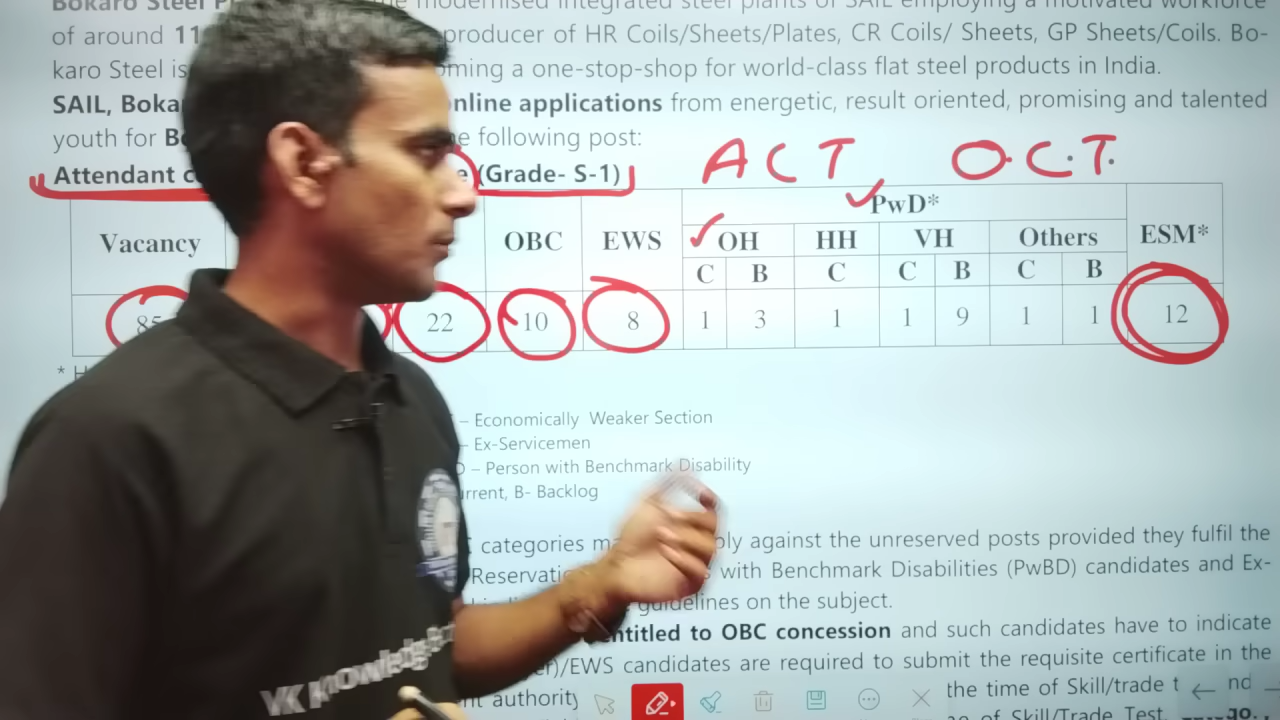 Bokaro Steel modernised integrated steel plants of SAIL employing a motivated workforce
of around producer of HR Coils/Sheets/Plates, CR Coils/ Sheets, GP Sheets/Coils. Bo-
karo Steel is a one-stop-shop for world-class flat steel products in India.
SAIL, online applications from energetic, result oriented, promising and talented
youth for following post:
Attendant (Grade- S-1) ACT, O.C.T.
Vacancy OBC EWS PwD* ESM*
OH HH VH Others
C B C C B C B
85 22 10 8 1 3 1 1 9 1 1 12
*
– Economically Weaker Section
– Ex-Servicemen
– Person with Benchmark Disability
B- Backlog
categories against the unreserved posts provided they fulfil the
with Benchmark Disabilities (PwBD) candidates and Ex-
guidelines on the subject.
entitled to OBC concession and such candidates have to indicate
/EWS candidates are required to submit the requisite certificate in the
authority the time of Skill/trade
of Skill/Trade Test.
VK Knowledge